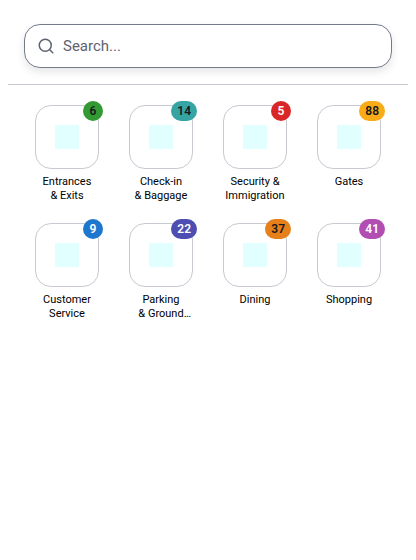 Search...
6
14
5
88
Entrances
& Exits
Check-in
& Baggage
Security &
Immigration
Gates
9
22
37
41
Customer
Service
Parking
& Ground...
Dining
Shopping